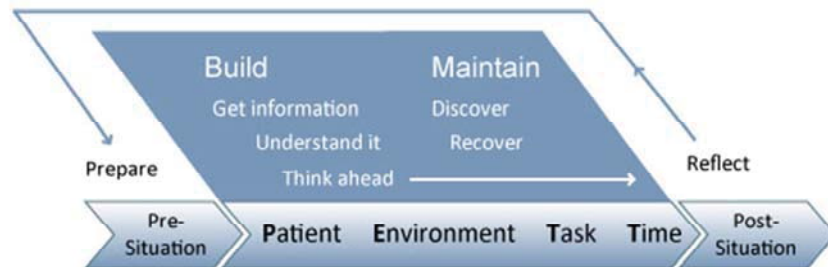 Build Maintain
Get information Discover
Understand it Recover
Prepare Think ahead Reflect
Pre-
Situation
Patient Environment Task Time
Post-
Situation